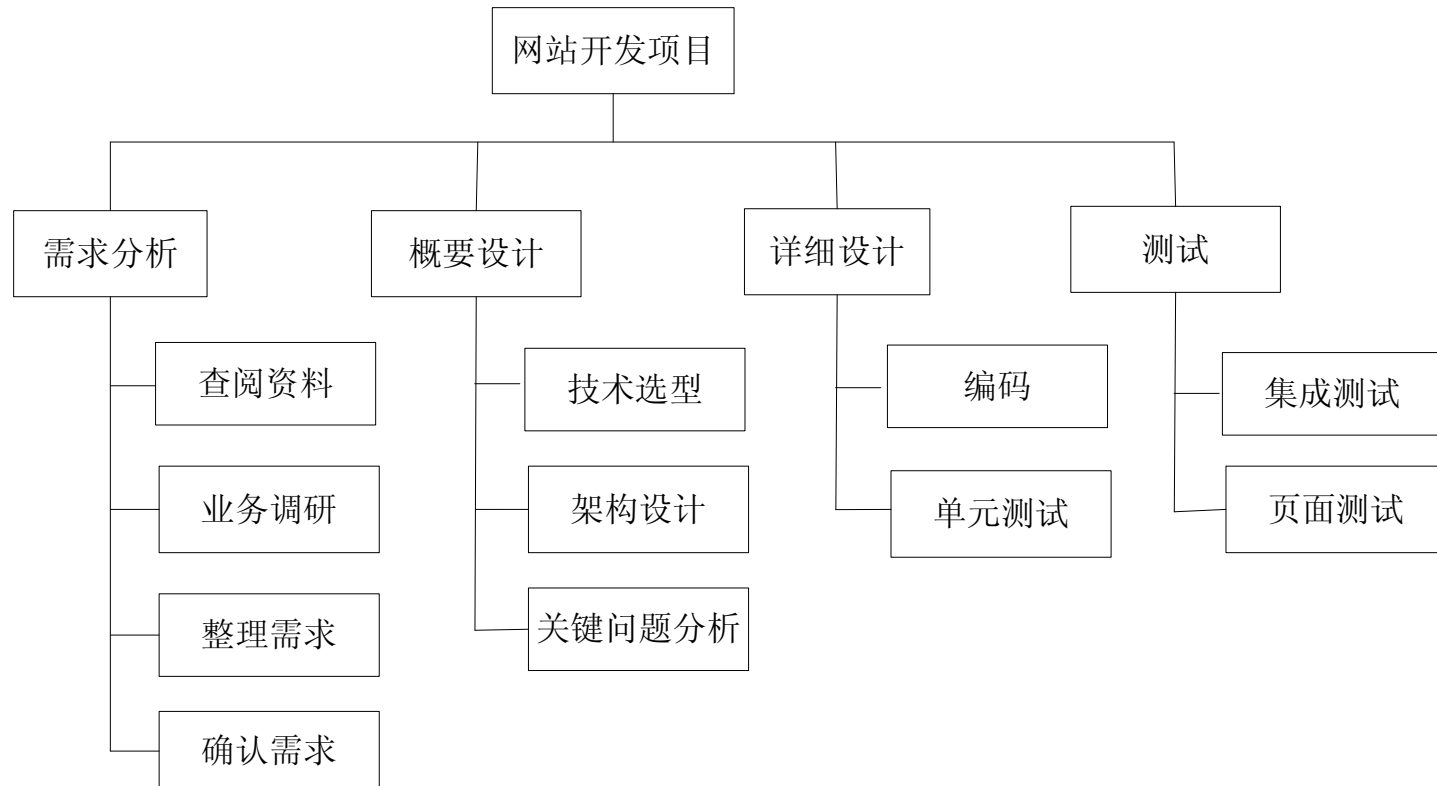 网站开发项目
需求分析
概要设计
详细设计
测试
查阅资料
技术选型
编码
集成测试
业务调研
架构设计
单元测试
页面测试
整理需求
关键问题分析
确认需求